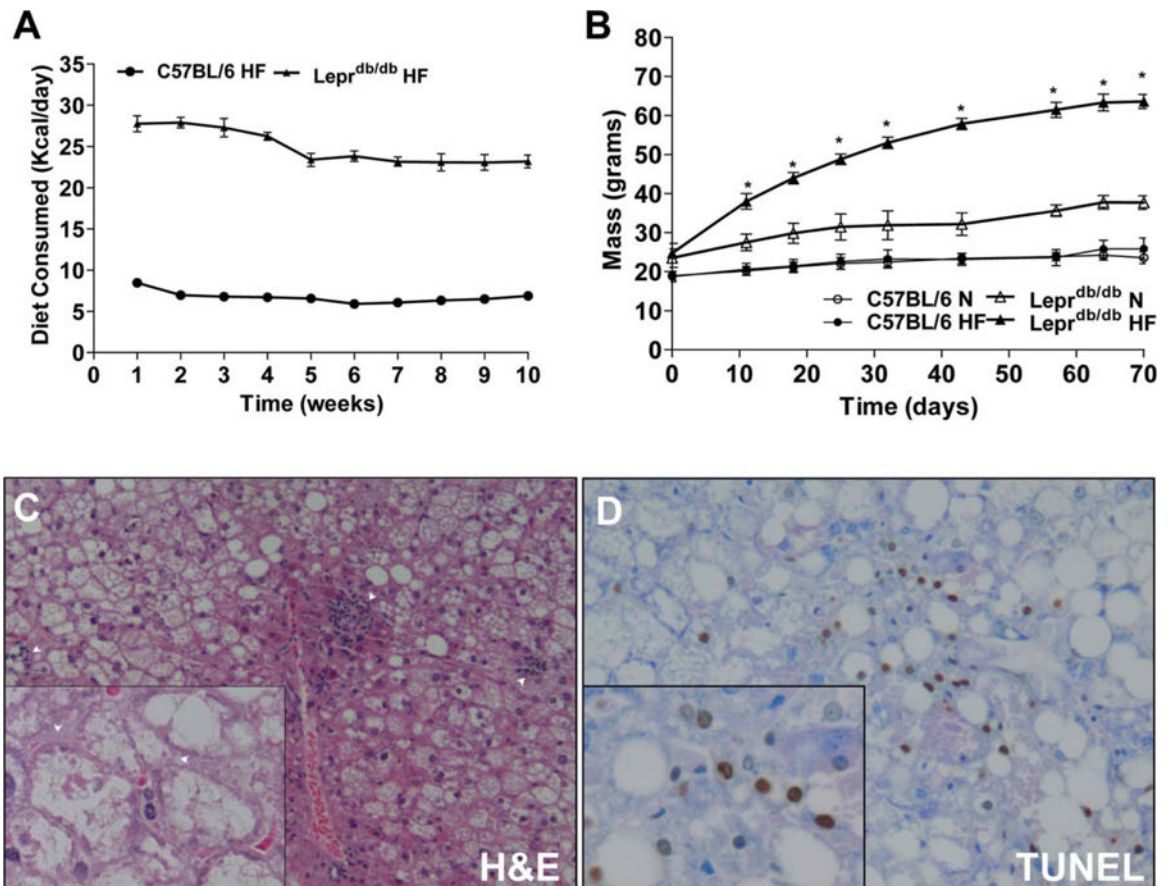 A
Diet Consumed (Kcal/day)
35
30
25
20
15
10
5
0
C57BL/6 HF
Lepr db/db HF
0 1 2 3 4 5 6 7 8 9 10
Time (weeks)
B
Mass (grams)
80
70
60
50
40
30
20
10
0
* * * * * * * *
C57BL/6 N
Lepr db/db N
C57BL/6 HF
Lepr db/db HF
0 10 20 30 40 50 60 70
Time (days)
C
H&E
D
TUNEL